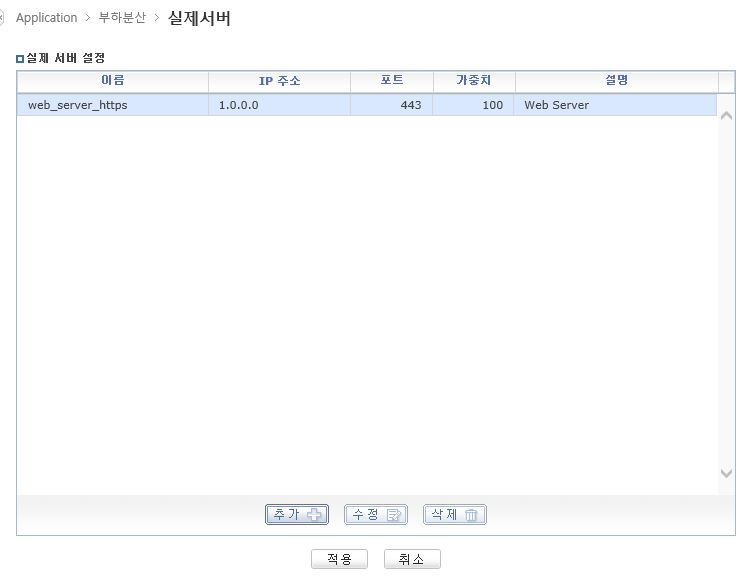 Application > 부하분산 > 실제서버
실제 서버 설정
이름 IP 주소 포트 가중치 설명
web_server_https 1.0.0.0 443 100 Web Server
추가 수정 삭제
적용 취소